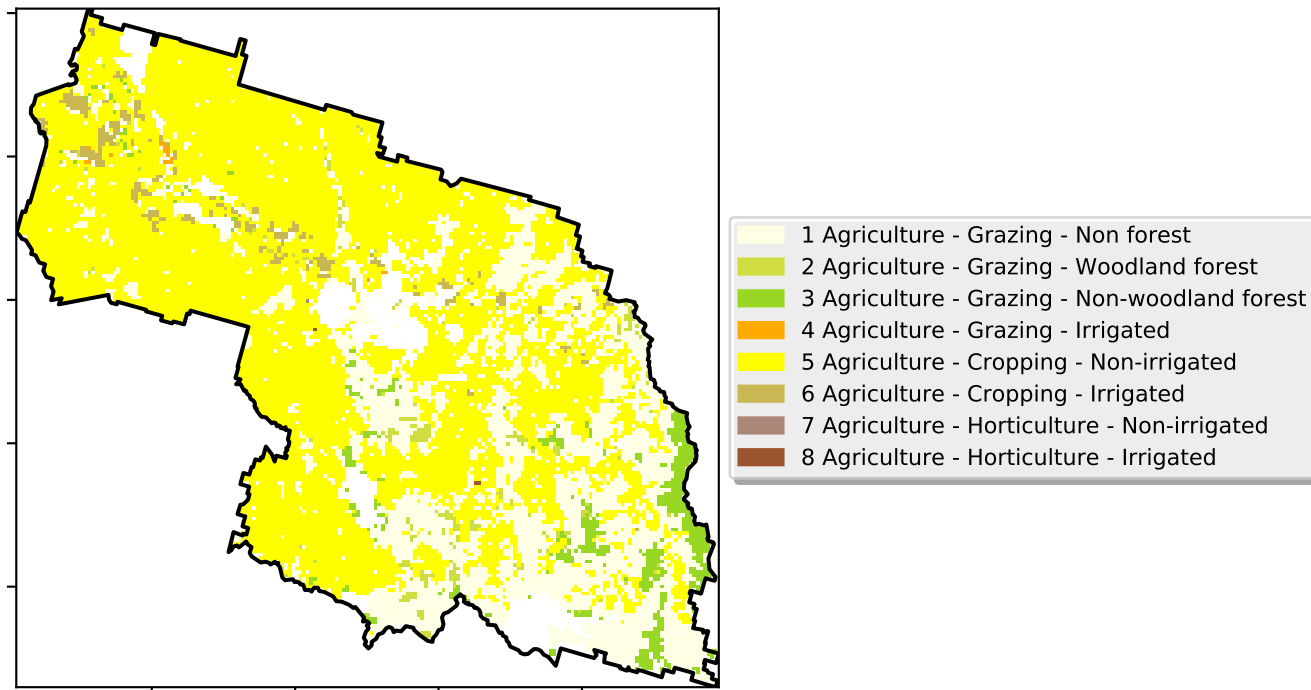 1 Agriculture - Grazing - Non forest
2 Agriculture - Grazing - Woodland forest
3 Agriculture - Grazing - Non-woodland forest
4 Agriculture - Grazing - Irrigated
5 Agriculture - Cropping - Non-irrigated
6 Agriculture - Cropping - Irrigated
7 Agriculture - Horticulture - Non-irrigated
8 Agriculture - Horticulture - Irrigated